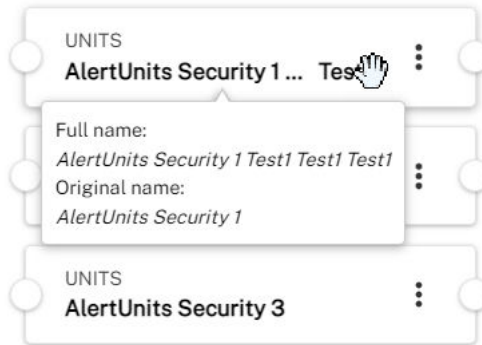 UNITS
AlertUnits Security 1 ... Test
Full name:
AlertUnits Security 1 Test1 Test1 Test1
Original name:
AlertUnits Security 1
UNITS
AlertUnits Security 3